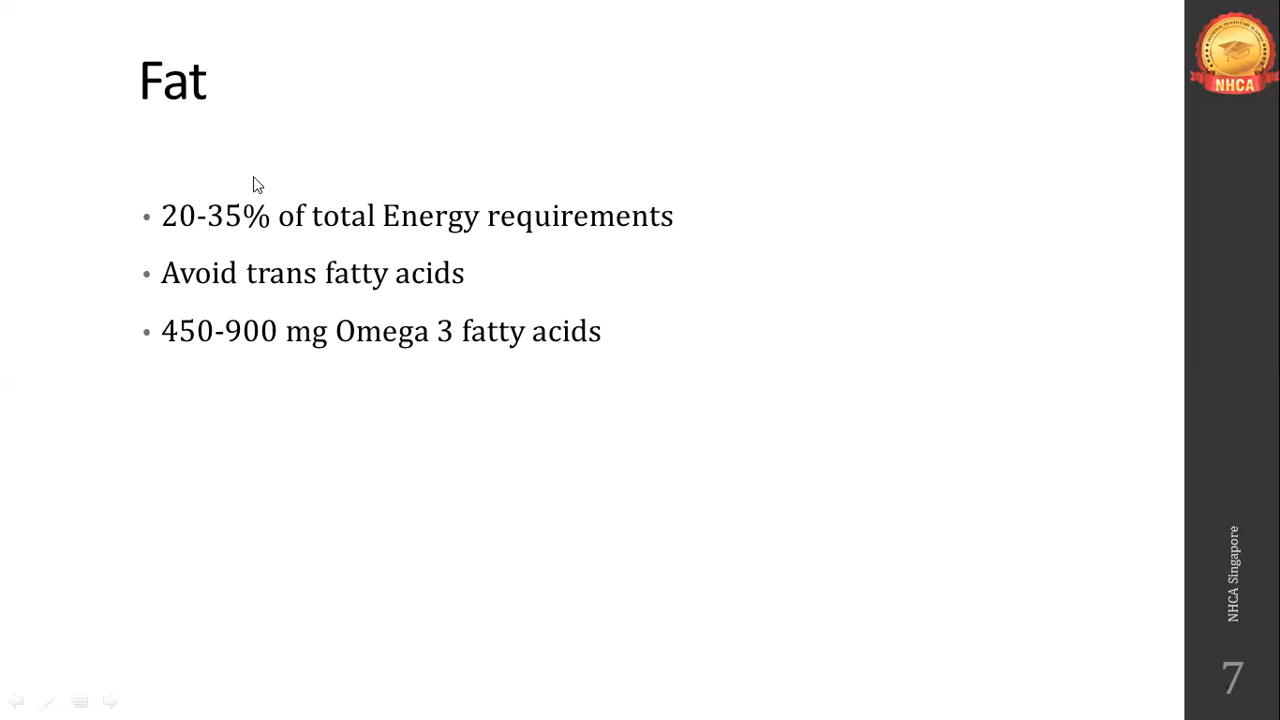 Fat
• 20-35% of total Energy requirements
• Avoid trans fatty acids
• 450-900 mg Omega 3 fatty acids
NHCA
NHCA Singapore
7